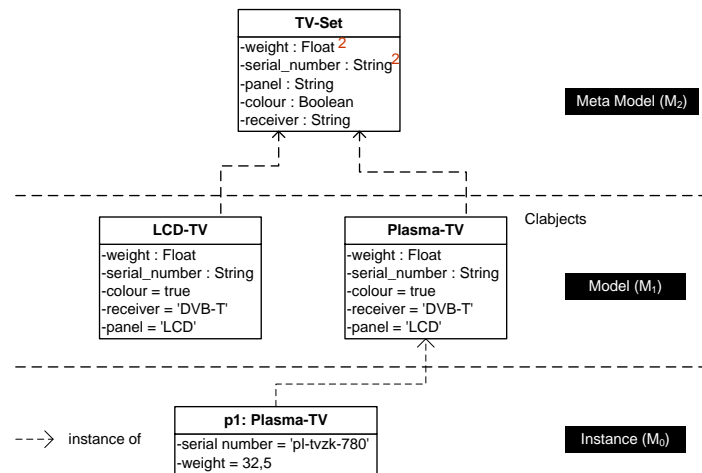 TV-Set
-weight : Float 2
-serial_number : String 2
-panel : String
-colour : Boolean
-receiver : String
Meta Model (M2)
Clabjects
LCD-TV
-weight : Float
-serial_number : String
-colour = true
-receiver = 'DVB-T'
-panel = 'LCD'
Plasma-TV
-weight : Float
-serial_number : String
-colour = true
-receiver = 'DVB-T'
-panel = 'LCD'
Model (M1)
p1: Plasma-TV
-serial number = 'pl-tvzk-780'
-weight = 32,5
instance of
Instance (M0)